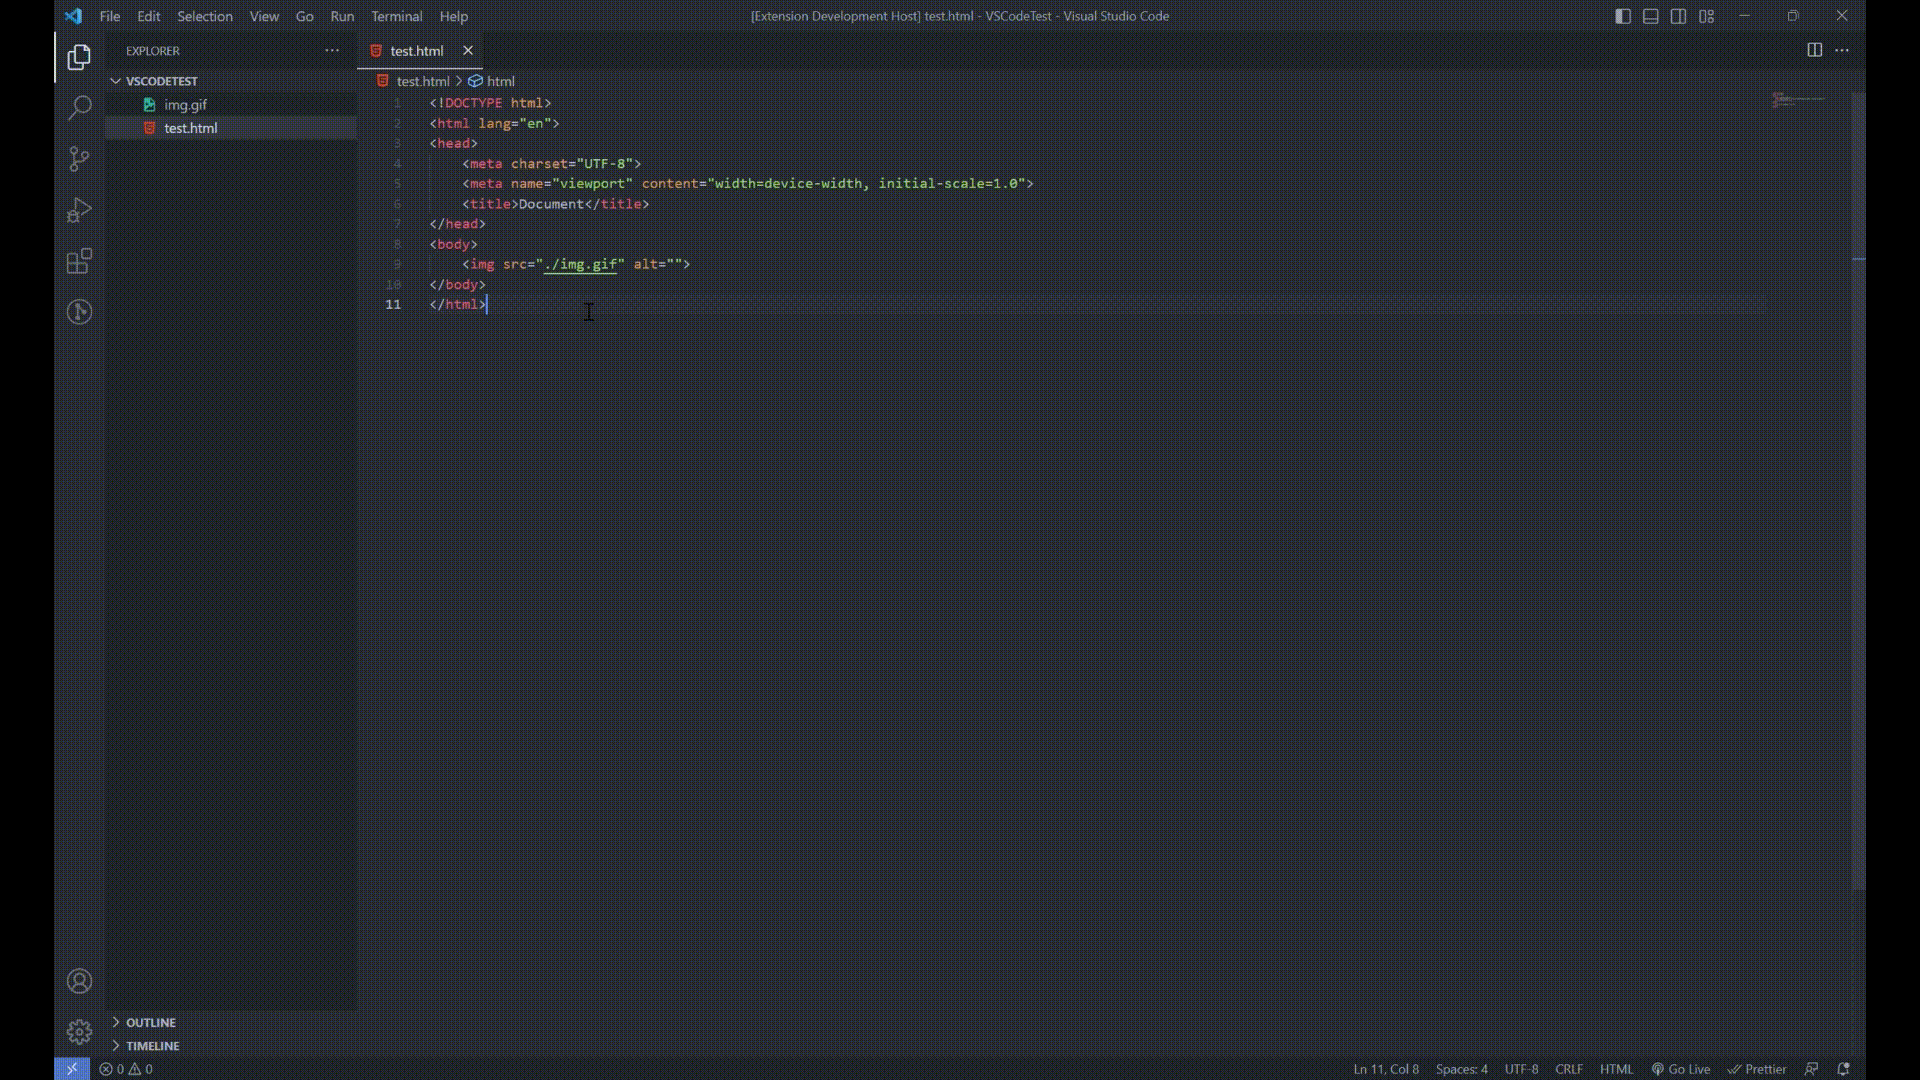 File Edit Selection View Go Run Terminal Help
[Extension Development Host] test.html - VSCodeTest - Visual Studio Code
EXPLORER
VSCODETEST
img.gif
test.html
OUTLINE
TIMELINE
test.html
test.html > html
1 <!DOCTYPE html>
2 <html lang="en">
3 <head>
4 <meta charset="UTF-8">
5 <meta name="viewport" content="width=device-width, initial-scale=1.0">
6 <title>Document</title>
7 </head>
8 <body>
9 <img src="./img.gif" alt="">
10 </body>
11 </html>
0 0
Ln 11, Col 8 Spaces: 4 UTF-8 CRLF HTML Go Live Prettier